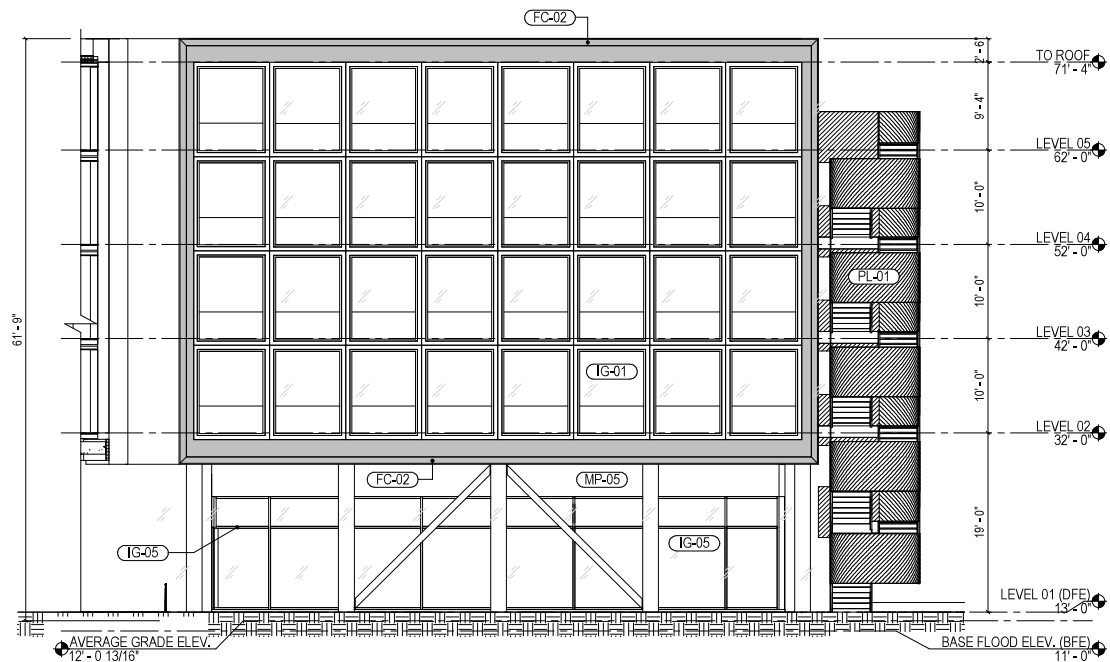 FC-02
2'- 6"
TO ROOF
71' - 4"
9' - 4"
LEVEL 05
62' - 0"
10' - 0"
LEVEL 04
52' - 0"
PL-01
10' - 0"
61' - 9"
LEVEL 03
42' - 0"
IG-01
10' - 0"
LEVEL 02
32' - 0"
FC-02
MP-05
19' - 0"
IG-05
IG-05
LEVEL 01 (DFE)
13' - 0"
AVERAGE GRADE ELEV.
12' - 0 13/16"
BASE FLOOD ELEV. (BFE)
11' - 0"